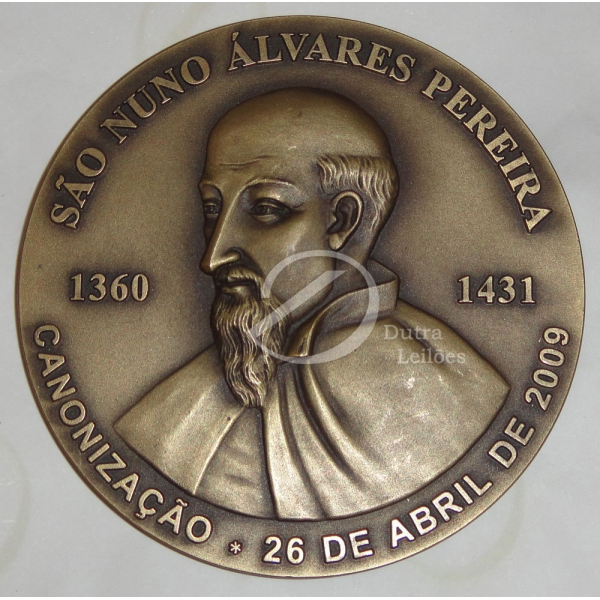 SÃO NUNO ÁLVARES PEREIRA
1360
1431
CANONIZAÇÃO * 26 DE ABRIL DE 2009
Dutra
Leilões